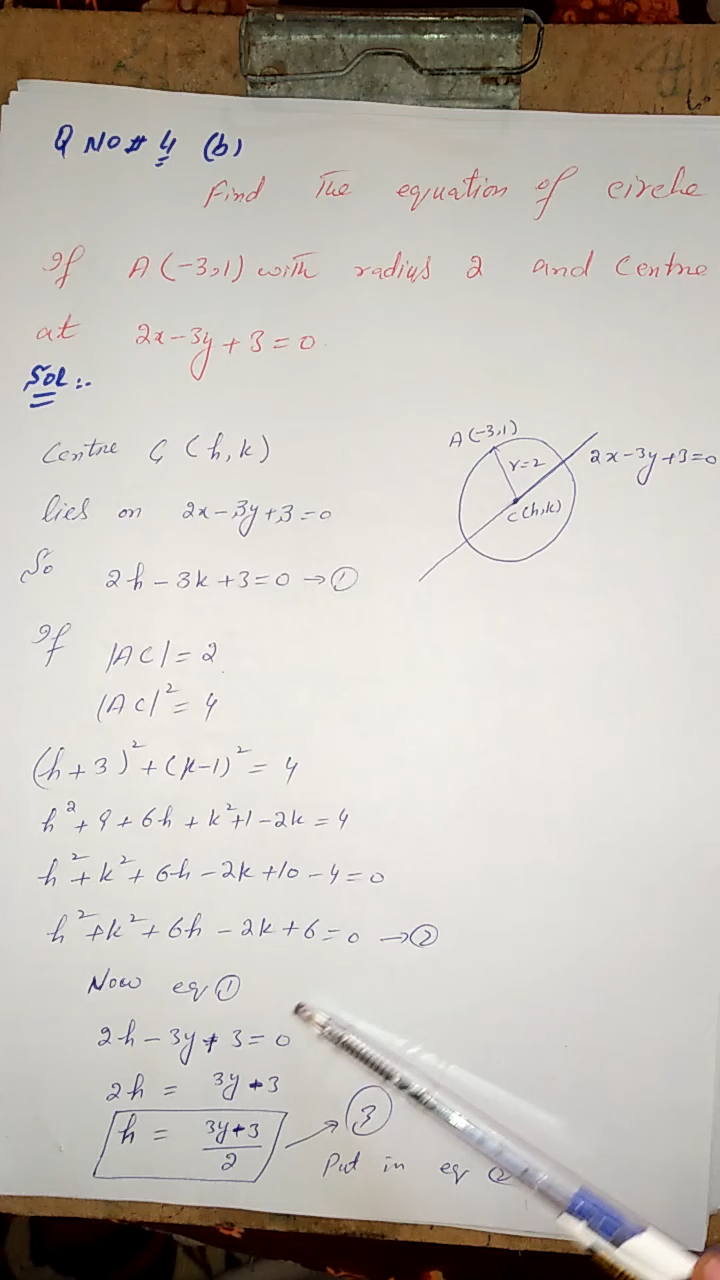 Q No # 4 (b)
Find The equation of circle
If A(-3,1) with radius 2 and Centre
at 2x-3y+3=0.
Sol:-
Centre C (h,k)
lies on 2x-3y+3=0
So 2h-3k+3=0 →①
A(-3,1)
r=2
2x-3y+3=0
C(h,k)
If |AC|=2
|AC|²=4
(h+3)²+(k-1)²=4
h²+9+6h+k²+1-2k=4
h²+k²+6h-2k+10-4=0
h²+k²+6h-2k+6=0 →②
Now eq ①
2h-3y+3=0
2h = 3y+3
h = 3y+3/2 → ③
Put in eq ②